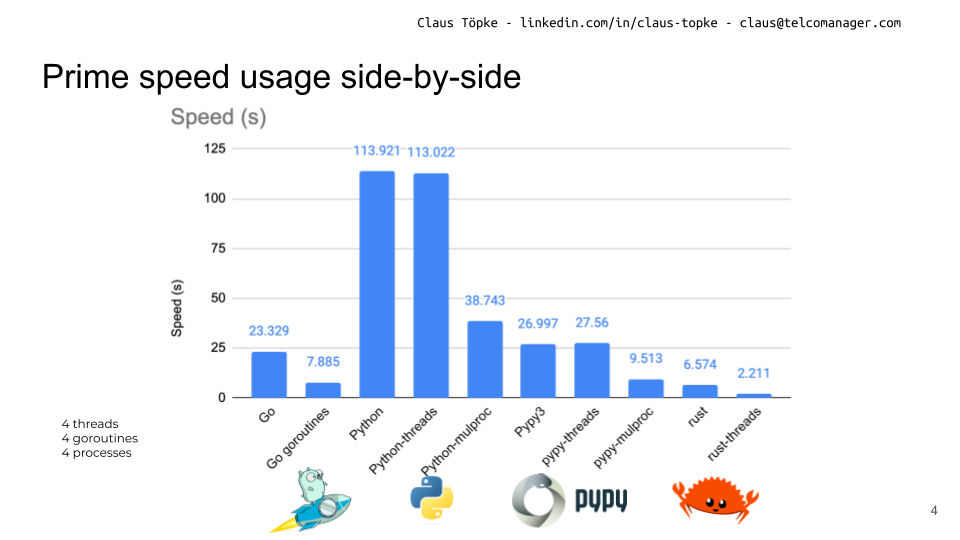 Claus Töpke - linkedin.com/in/claus-topke - claus@telcomanager.com
Prime speed usage side-by-side
Speed (s)
125
100
75
50
25
0
Speed (s)
113.921
113.022
38.743
23.329
7.885
26.997
27.56
9.513
6.574
2.211
Go
Go goroutines
Python
Python-threads
Python-mulproc
Pypy3
pypy-threads
pypy-mulproc
rust
rust-threads
4 threads
4 goroutines
4 processes
pypy
4